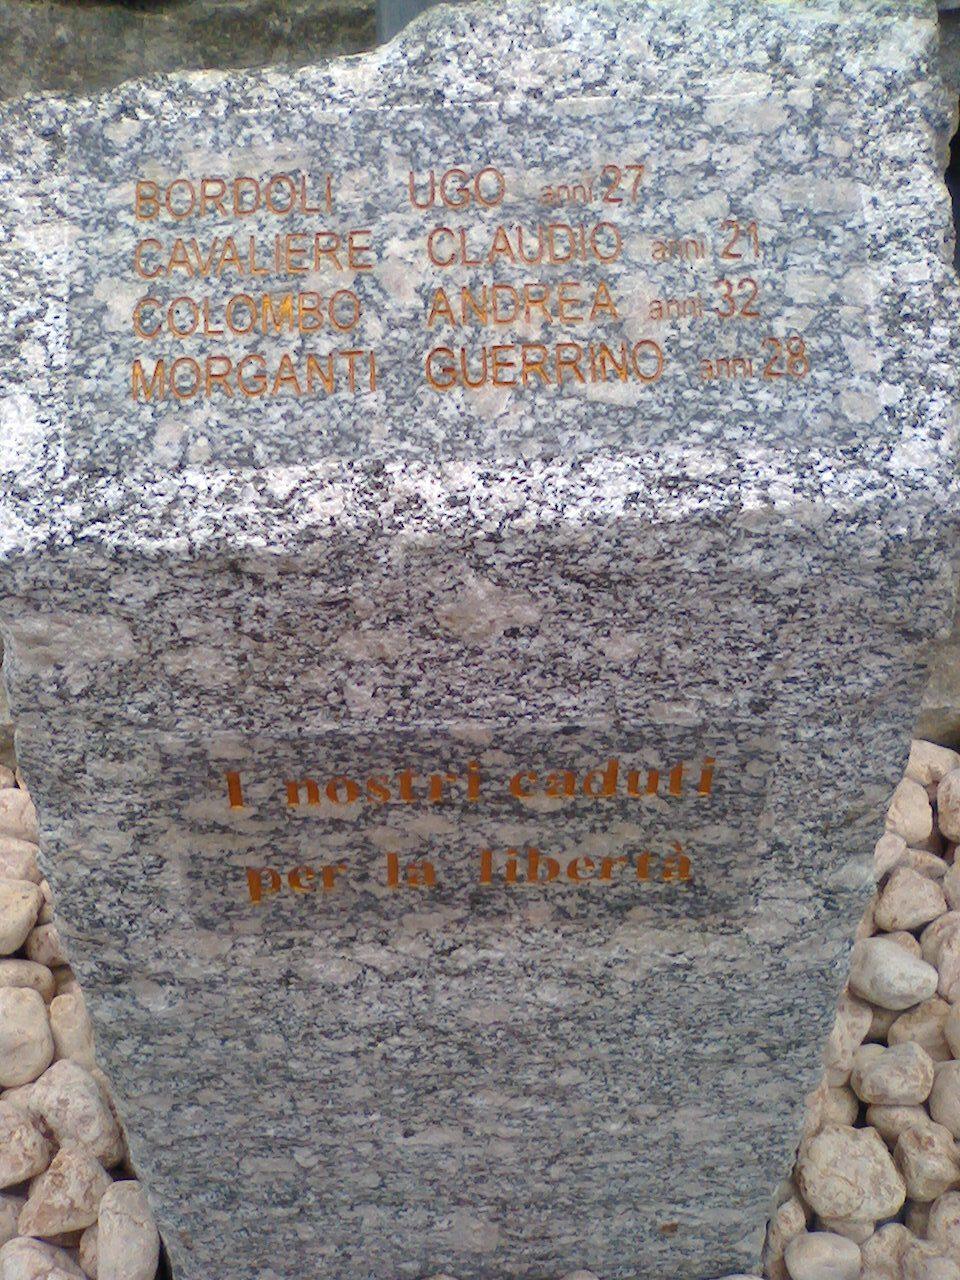 BORDOLI UGO anni 27
CAVALIERE CLAUDIO anni 21
COLOMBO ANDREA anni 32
MORGANTI GUERRINO anni 28
I nostri caduti
per la libertà